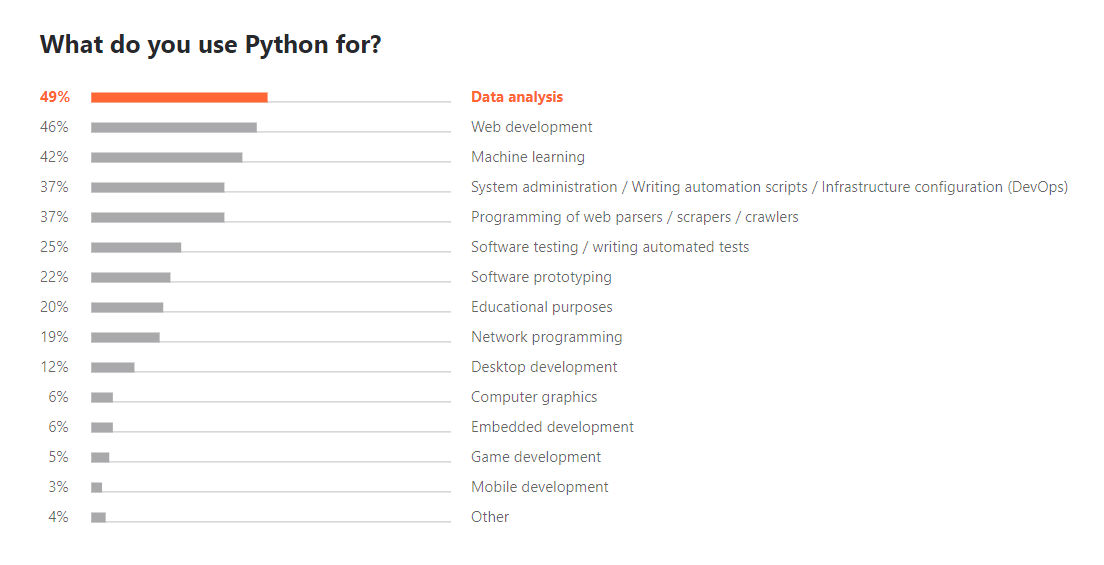 What do you use Python for?
49% Data analysis
46% Web development
42% Machine learning
37% System administration / Writing automation scripts / Infrastructure configuration (DevOps)
37% Programming of web parsers / scrapers / crawlers
25% Software testing / writing automated tests
22% Software prototyping
20% Educational purposes
19% Network programming
12% Desktop development
6% Computer graphics
6% Embedded development
5% Game development
3% Mobile development
4% Other